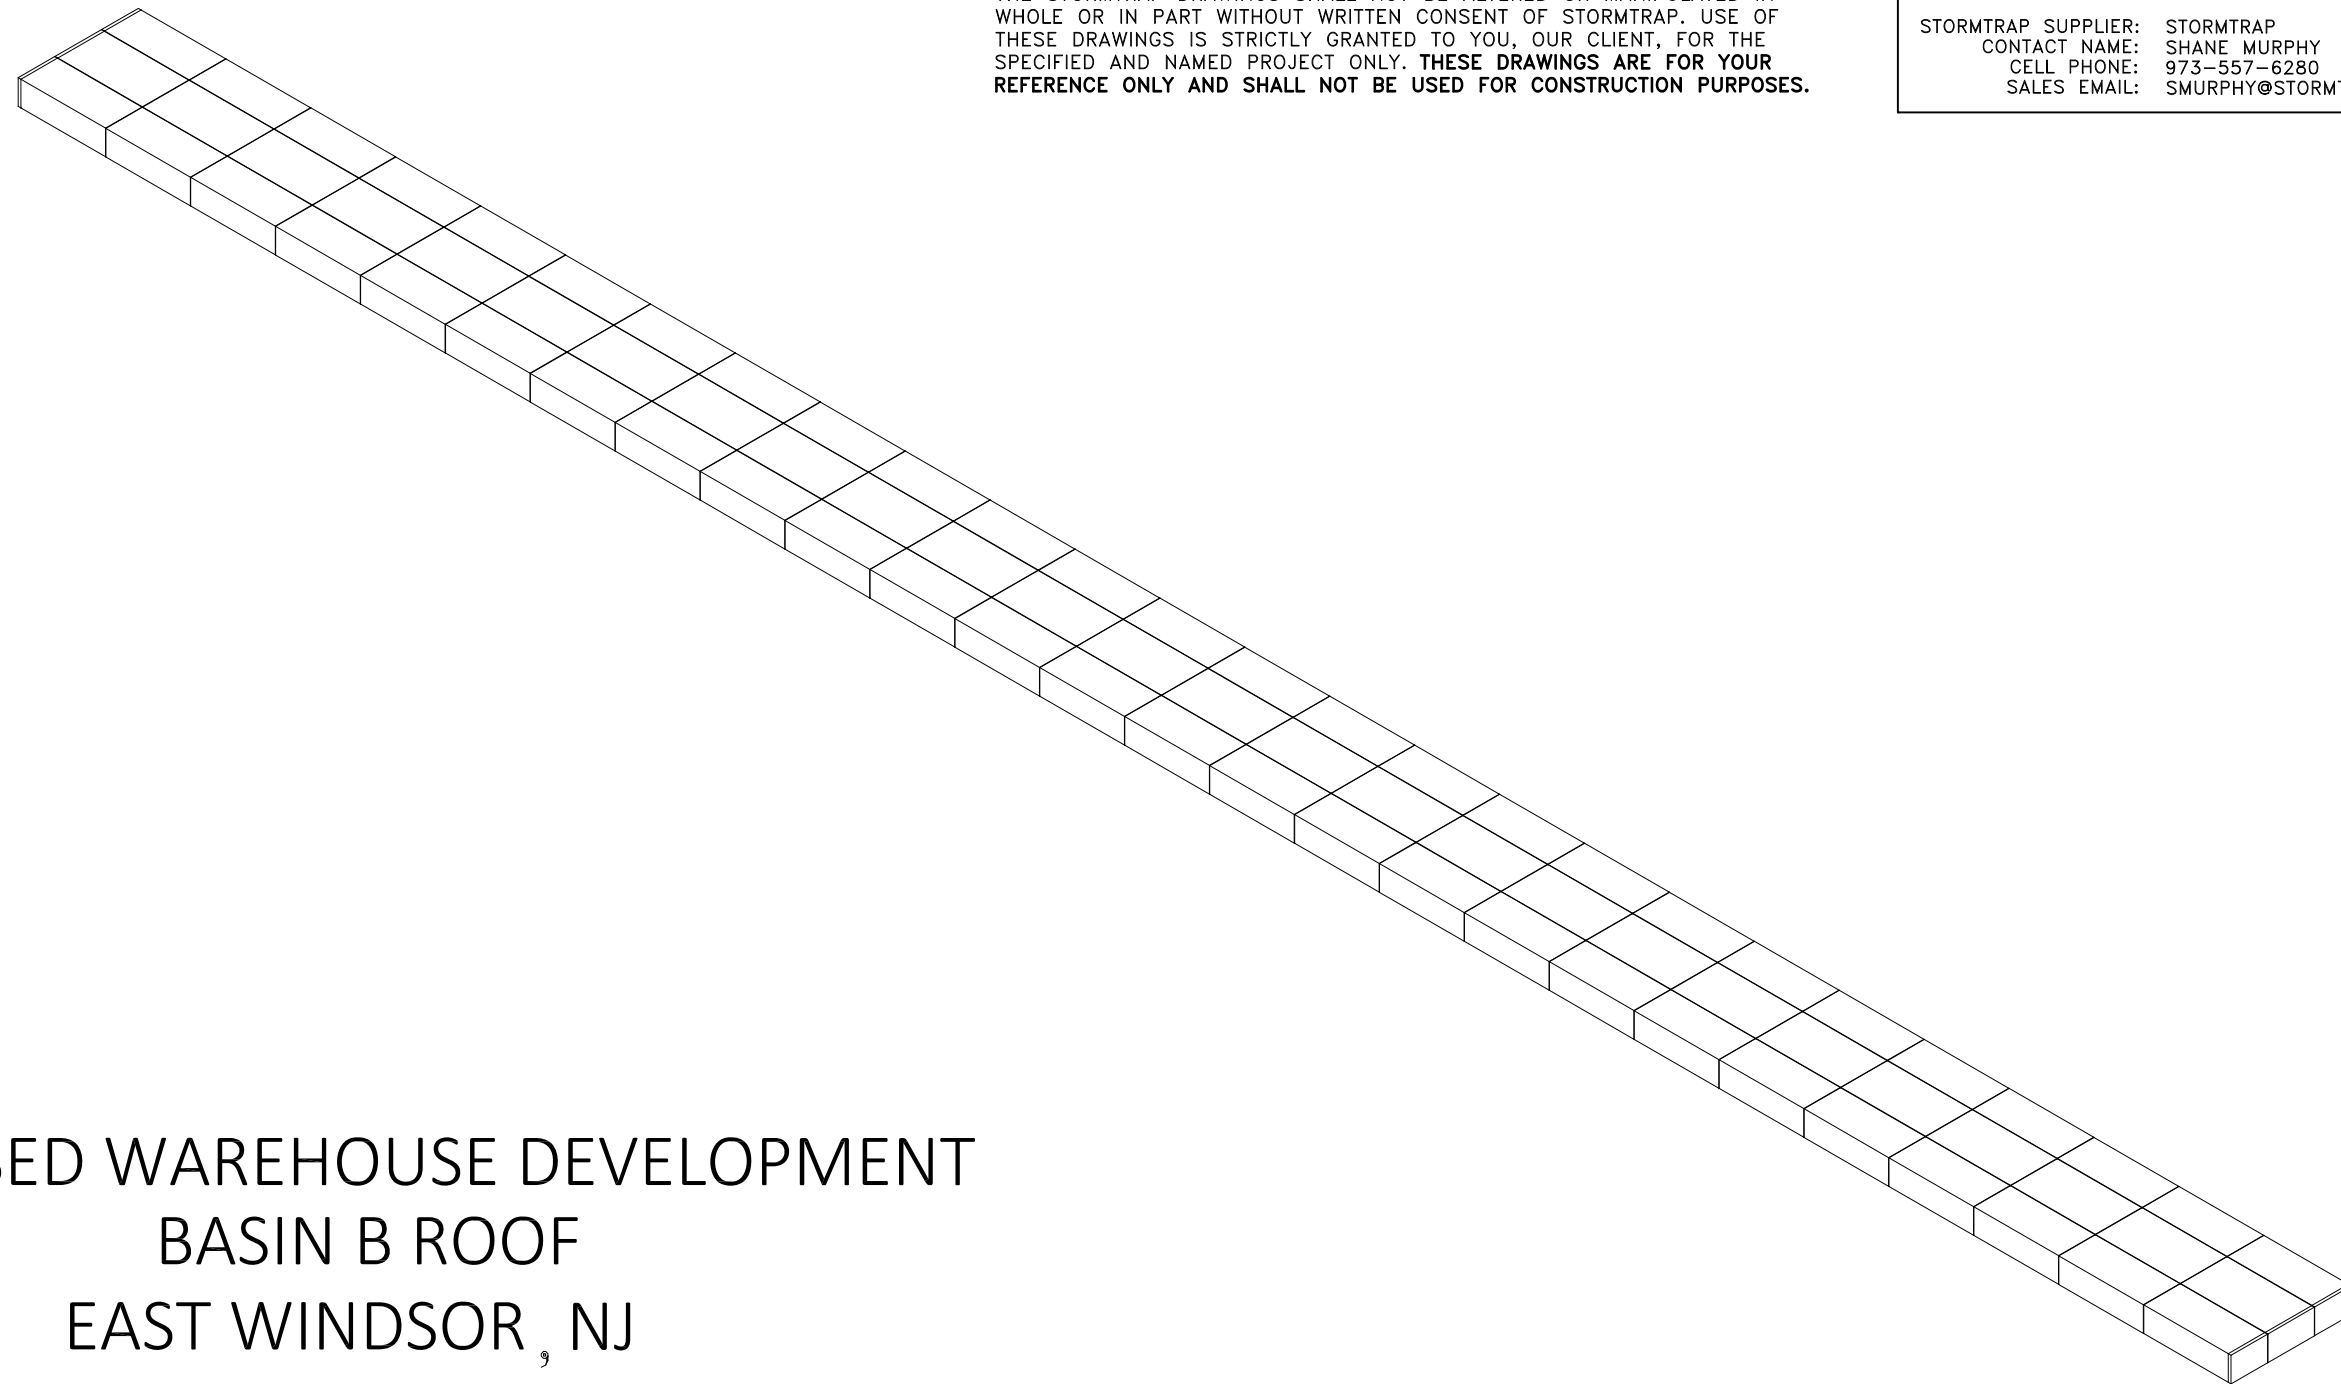 WHOLE OR IN PART WITHOUT WRITTEN CONSENT OF STORMTRAP. USE OF
THESE DRAWINGS IS STRICTLY GRANTED TO YOU, OUR CLIENT, FOR THE
SPECIFIED AND NAMED PROJECT ONLY. THESE DRAWINGS ARE FOR YOUR
REFERENCE ONLY AND SHALL NOT BE USED FOR CONSTRUCTION PURPOSES.
STORMTRAP SUPPLIER: STORMTRAP
CONTACT NAME: SHANE MURPHY
CELL PHONE: 973-557-6280
SALES EMAIL: SMURPHY@STORMT
SED WAREHOUSE DEVELOPMENT
BASIN B ROOF
EAST WINDSOR, NJ